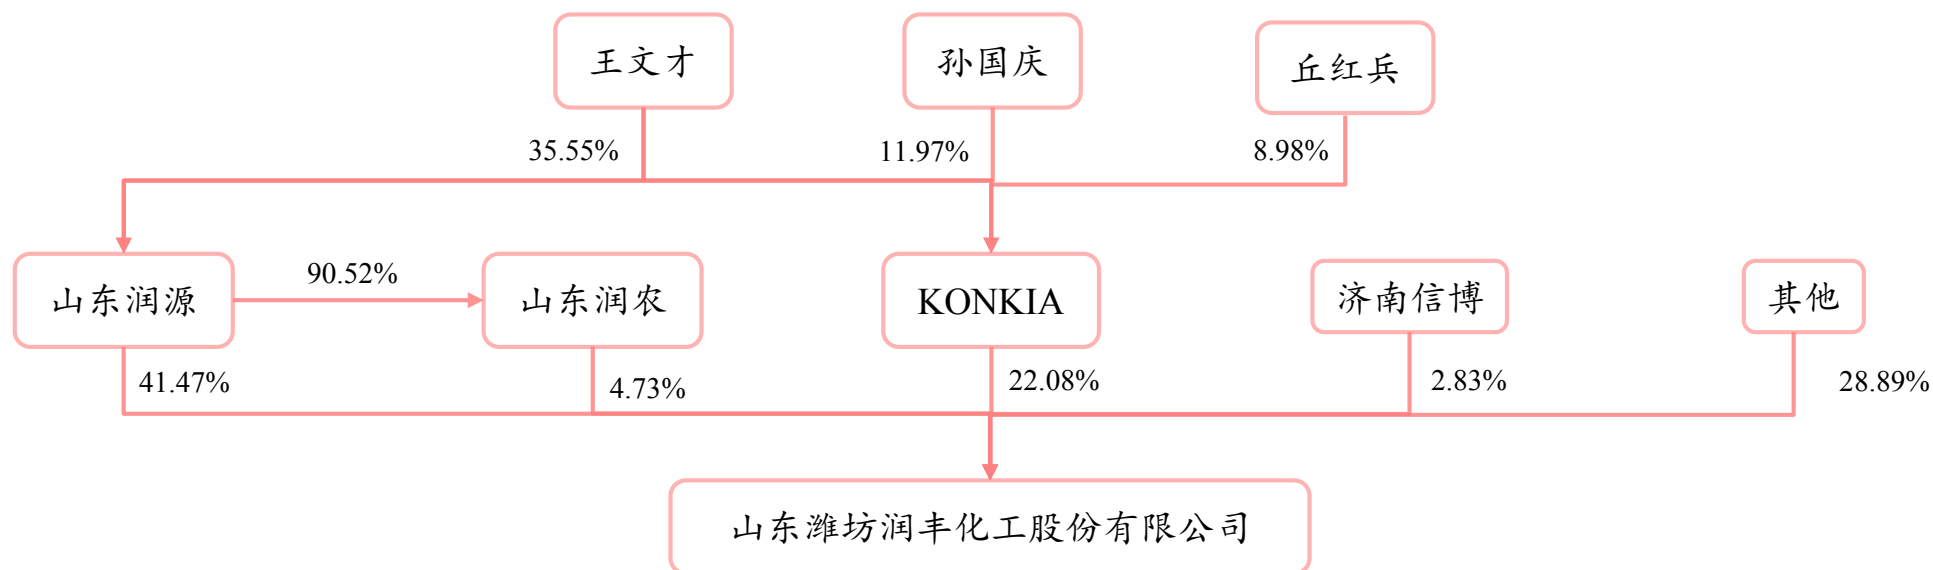 王文才
孙国庆
丘红兵
35.55%
11.97%
8.98%
山东润源
90.52%
山东润农
KONKIA
济南信博
其他
41.47%
4.73%
22.08%
2.83%
28.89%
山东潍坊润丰化工股份有限公司